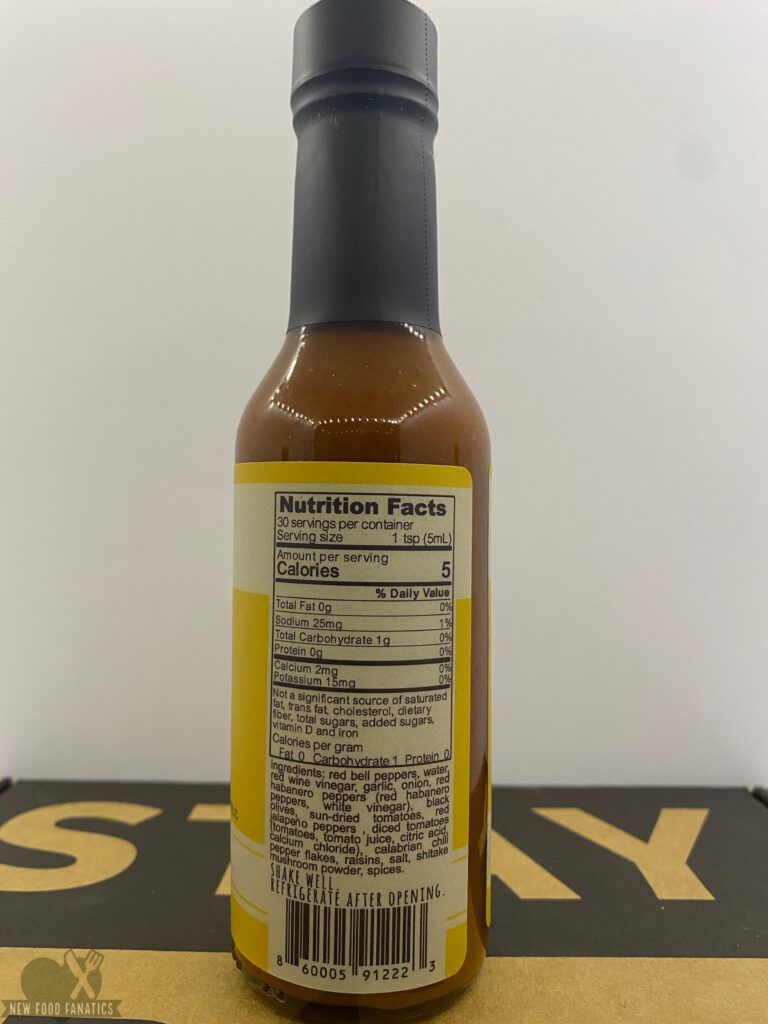 Nutrition Facts
30 servings per container
Serving size 1 tsp (5mL)
Amount per serving
Calories 5
% Daily Value
Total Fat 0g 0%
Sodium 25mg 1%
Total Carbohydrate 1g 0%
Protein 0g 0%
Calcium 2mg 0%
Potassium 15mg 0%
Not a significant source of saturated
fat, trans fat, cholesterol, dietary
fiber, total sugars, added sugars,
vitamin D and iron
Calories per gram
Fat 0 Carbohydrate 1 Protein 0
Ingredients: red bell peppers, water,
red wine vinegar, garlic, onion, red
habanero peppers (red habanero
peppers, white vinegar), black
olives, sun-dried tomatoes, red
jalapeño peppers , diced tomatoes
(tomatoes, tomato juice, citric acid,
calcium chloride), calabrian chili
pepper flakes, raisins, salt, shitake
mushroom powder, spices.
SHAKE WELL.
REFRIGERATE AFTER OPENING.
8 60005 91222 3
NEW FOOD FANATICS